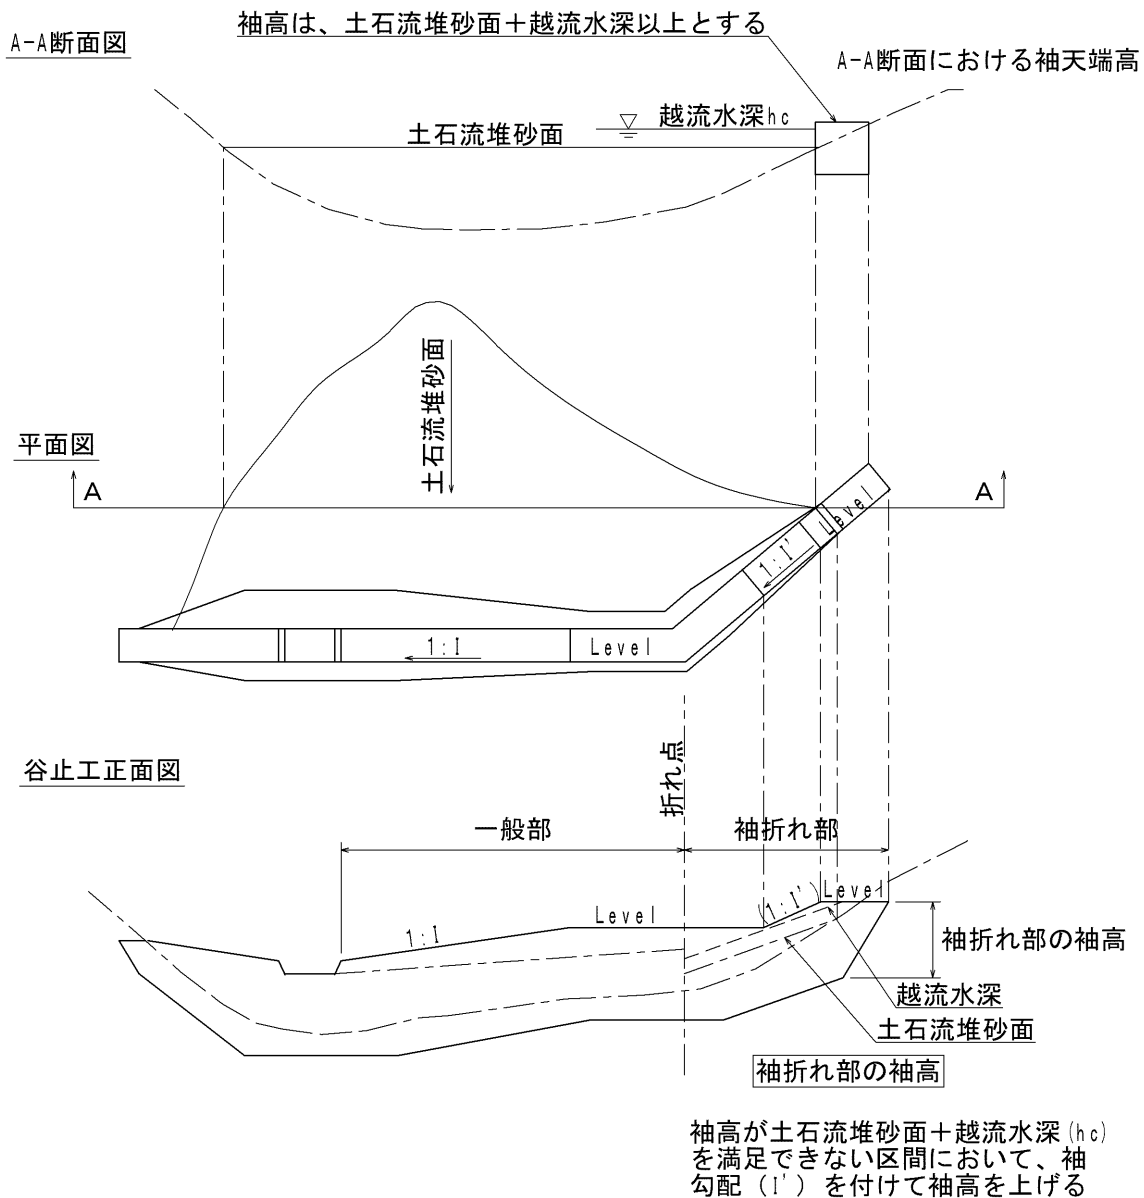 袖高は、土石流堆砂面＋越流水深以上とする
A-A断面図
A-A断面における袖天端高
越流水深hc
土石流堆砂面
土石流堆砂面
平面図
A
A
Level
1:I'
1:I
Level
折れ点
谷止工正面図
一般部
袖折れ部
(1:I')
Level
Level
1:I
袖折れ部の袖高
越流水深
土石流堆砂面
袖折れ部の袖高
袖高が土石流堆砂面＋越流水深(hc)
を満足できない区間において、袖
勾配（I'）を付けて袖高を上げる